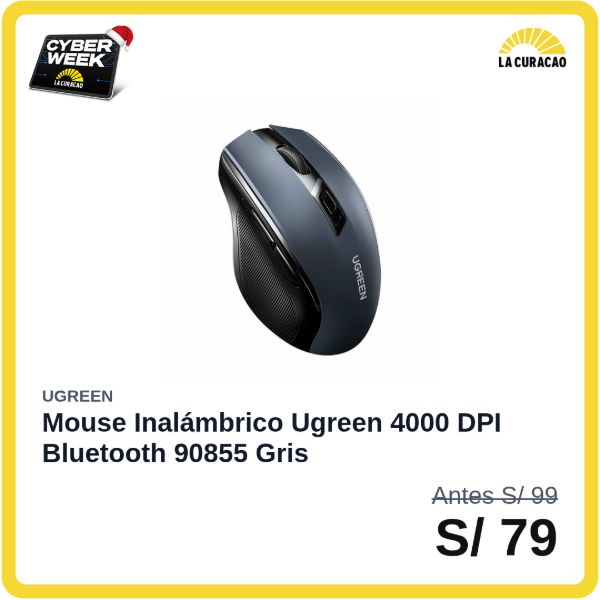 CYBER
WEEK
LA CURACAO
LA CURACAO
UGREEN
UGREEN
Mouse Inalámbrico Ugreen 4000 DPI
Bluetooth 90855 Gris
Antes S/ 99
S/ 79